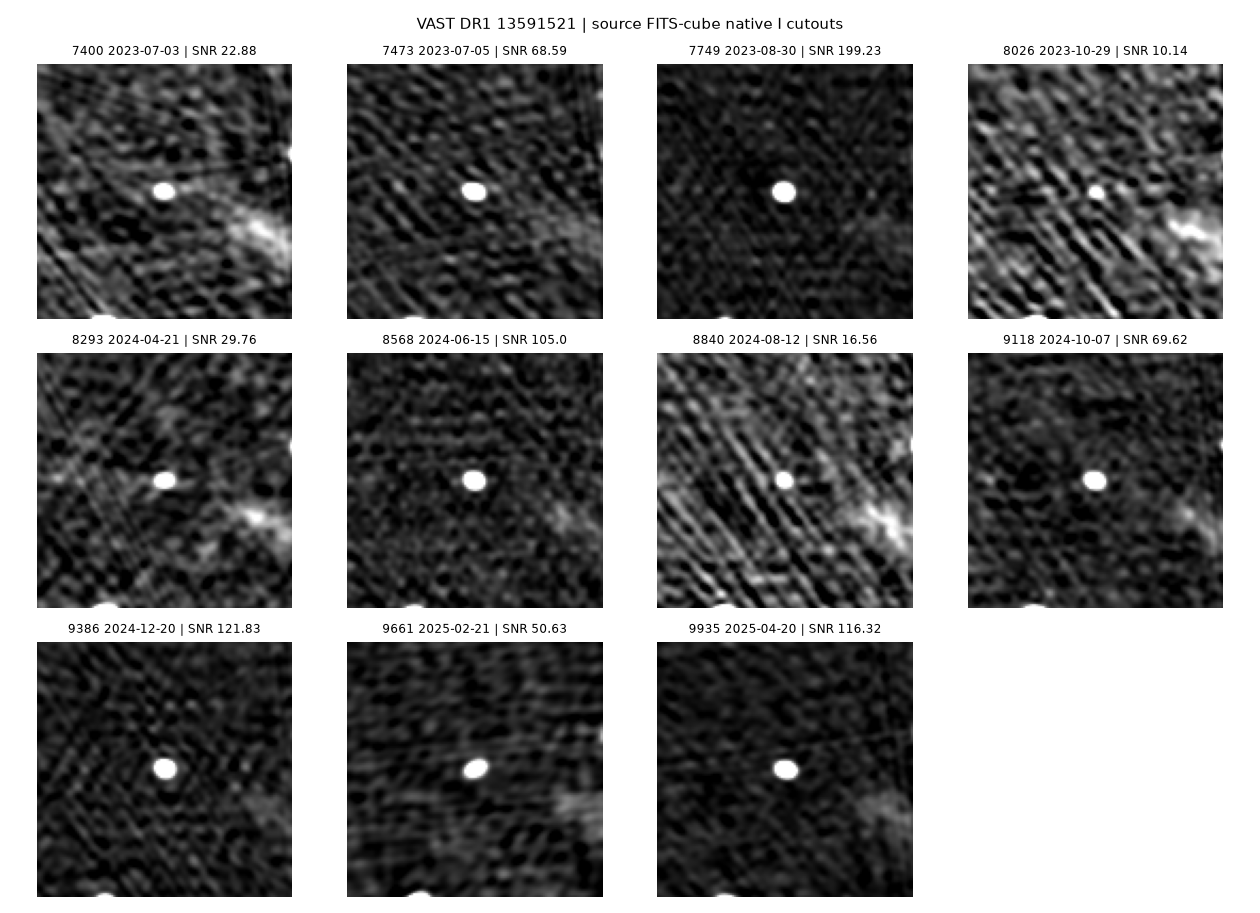 VAST DR1 13591521 | source FITS-cube native I cutouts
7400 2023-07-03 | SNR 22.88
7473 2023-07-05 | SNR 68.59
7749 2023-08-30 | SNR 199.23
8026 2023-10-29 | SNR 10.14
8293 2024-04-21 | SNR 29.76
8568 2024-06-15 | SNR 105.0
8840 2024-08-12 | SNR 16.56
9118 2024-10-07 | SNR 69.62
9386 2024-12-20 | SNR 121.83
9661 2025-02-21 | SNR 50.63
9935 2025-04-20 | SNR 116.32